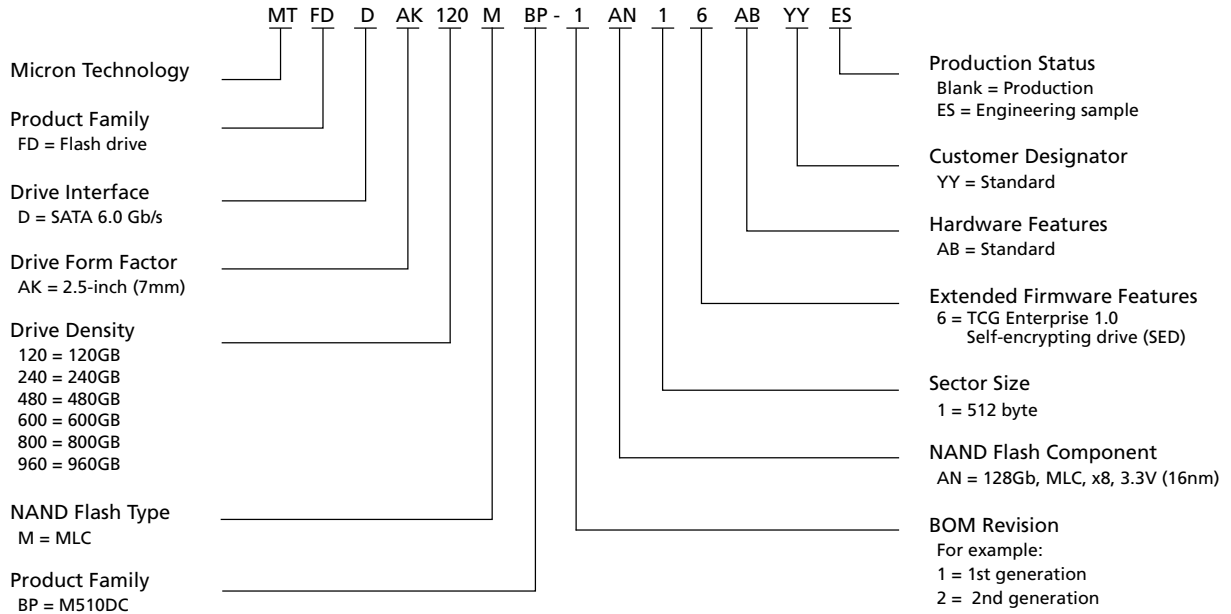 MT FD D AK 120 M BP - 1 AN 1 6 AB YY ES
Micron Technology
Product Family
FD = Flash drive
Drive Interface
D = SATA 6.0 Gb/s
Drive Form Factor
AK = 2.5-inch (7mm)
Drive Density
120 = 120GB
240 = 240GB
480 = 480GB
600 = 600GB
800 = 800GB
960 = 960GB
NAND Flash Type
M = MLC
Product Family
BP = M510DC
Production Status
Blank = Production
ES = Engineering sample
Customer Designator
YY = Standard
Hardware Features
AB = Standard
Extended Firmware Features
6 = TCG Enterprise 1.0
Self-encrypting drive (SED)
Sector Size
1 = 512 byte
NAND Flash Component
AN = 128Gb, MLC, x8, 3.3V (16nm)
BOM Revision
For example:
1 = 1st generation
2 = 2nd generation